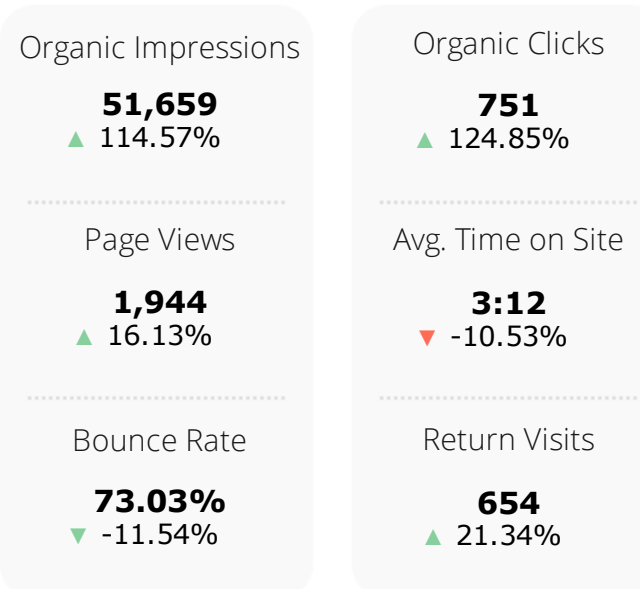 Organic Impressions
51,659
▲ 114.57%
Page Views
1,944
▲ 16.13%
Bounce Rate
73.03%
▼ -11.54%
Organic Clicks
751
▲ 124.85%
Avg. Time on Site
3:12
▼ -10.53%
Return Visits
654
▲ 21.34%